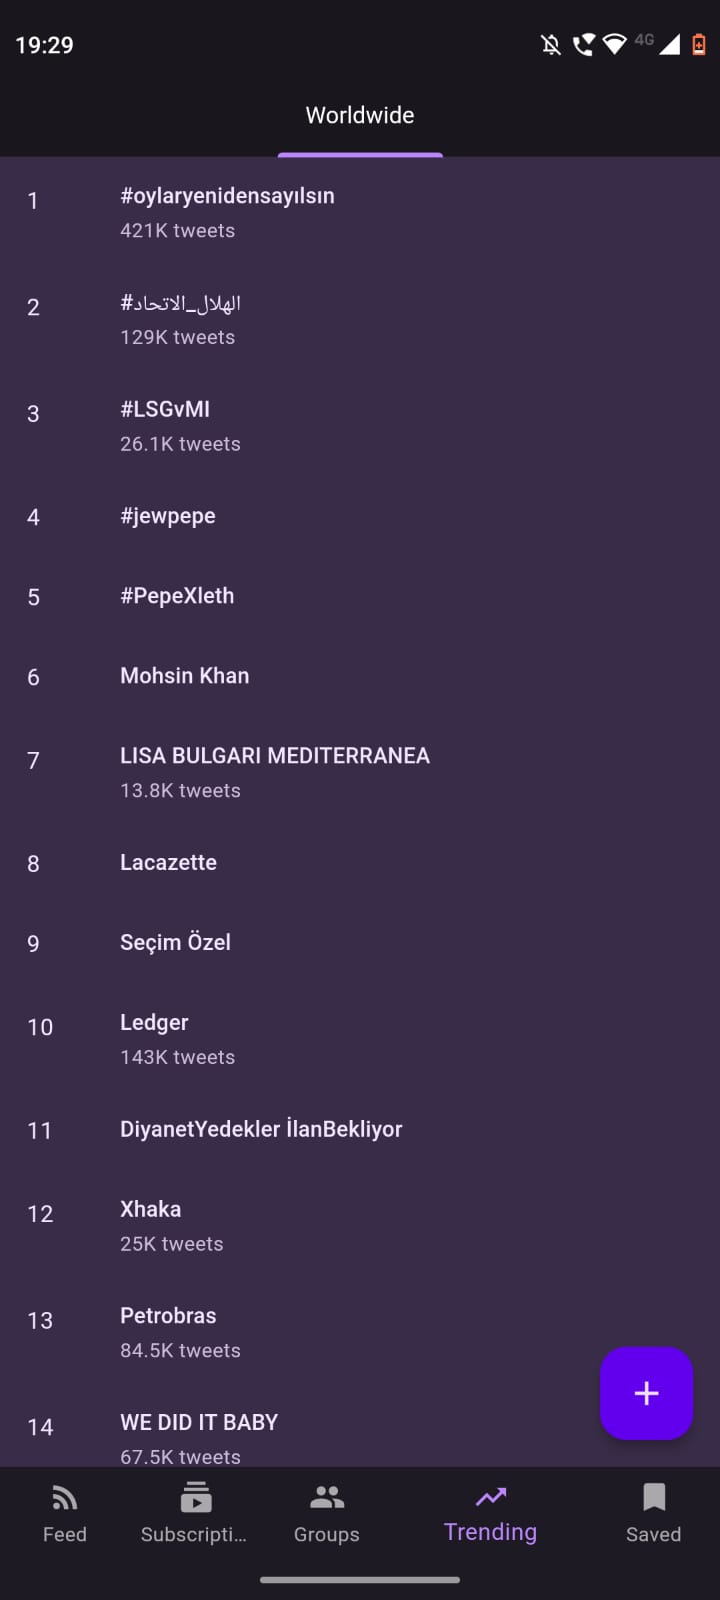 19:29
4G
Worldwide
1
#oylaryenidensayılsın
421K tweets
2
#الهلال_الاتحاد
129K tweets
3
#LSGvMI
26.1K tweets
4
#jewpepe
5
#PepeXleth
6
Mohsin Khan
7
LISA BULGARI MEDITERRANEA
13.8K tweets
8
Lacazette
9
Seçim Özel
10
Ledger
143K tweets
11
DiyanetYedekler İlanBekliyor
12
Xhaka
25K tweets
13
Petrobras
84.5K tweets
14
WE DID IT BABY
67.5K tweets
Feed Subscripti... Groups Trending Saved